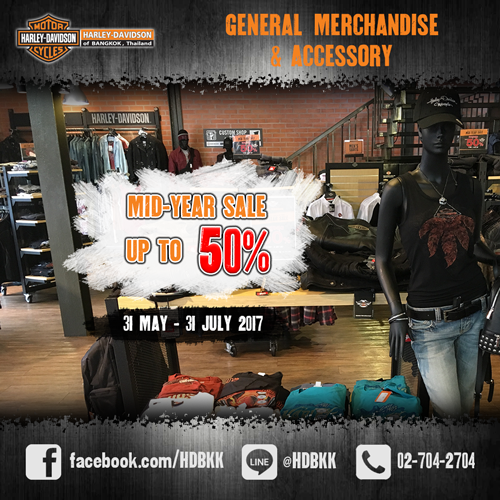 MOTOR
HARLEY-DAVIDSON
CYCLES
HARLEY-DAVIDSON
of BANGKOK, Thailand
GENERAL MERCHANDISE
& ACCESSORY
HARLEY-DAVIDSON
CUSTOM SHOP
MID-YEAR SALE
UP TO 50%
31 MAY - 31 JULY 2017
facebook.com/HDBKK
LINE
@HDBKK
02-704-2704